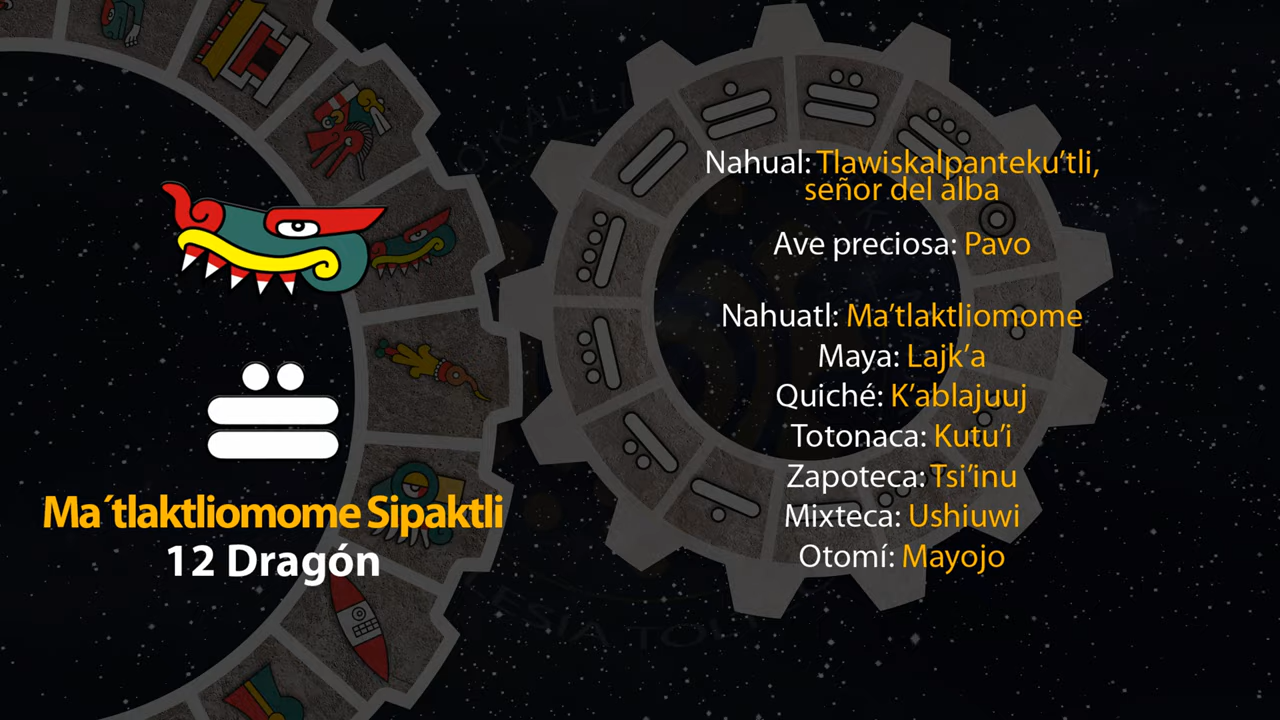 Ma´tlaktliomome Sipaktli
12 Dragón
Nahual: Tlawiskalpanteku’tli,
señor del alba
Ave preciosa: Pavo
Nahuatl: Ma’tlaktliomome
Maya: Lajk’a
Quiché: K’ablajuuj
Totonaca: Kutu’i
Zapoteca: Tsi’inu
Mixteca: Ushiuwi
Otomí: Mayojo